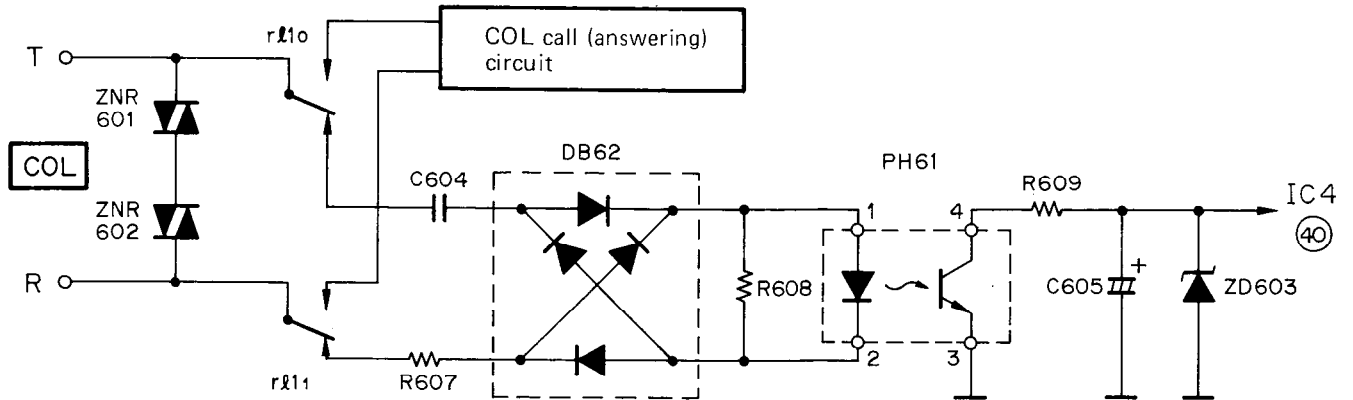 rℓ1₀
COL call (answering)
circuit
T
ZNR
601
COL
DB62
PH61
C604
R609
IC4
40
ZNR
602
1
4
R
R608
+
C605
ZD603
2
3
rℓ1₁
R607